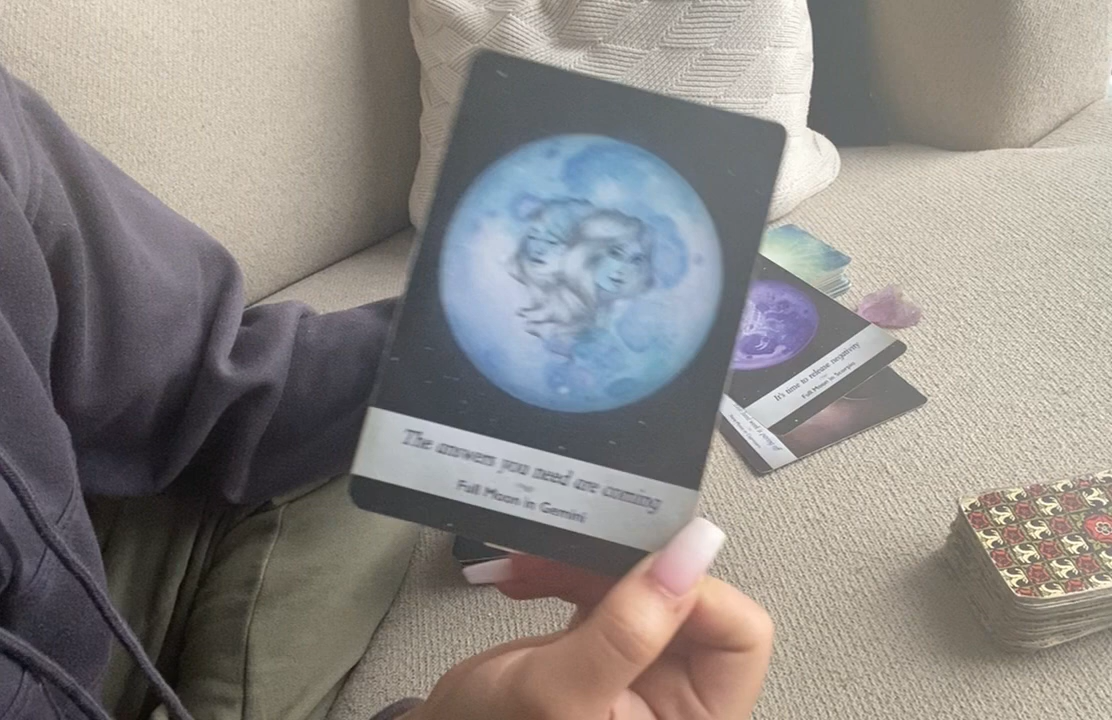 The answers you need are coming
Full Moon in Gemini
It's time to release negativity
Full Moon in Scorpio